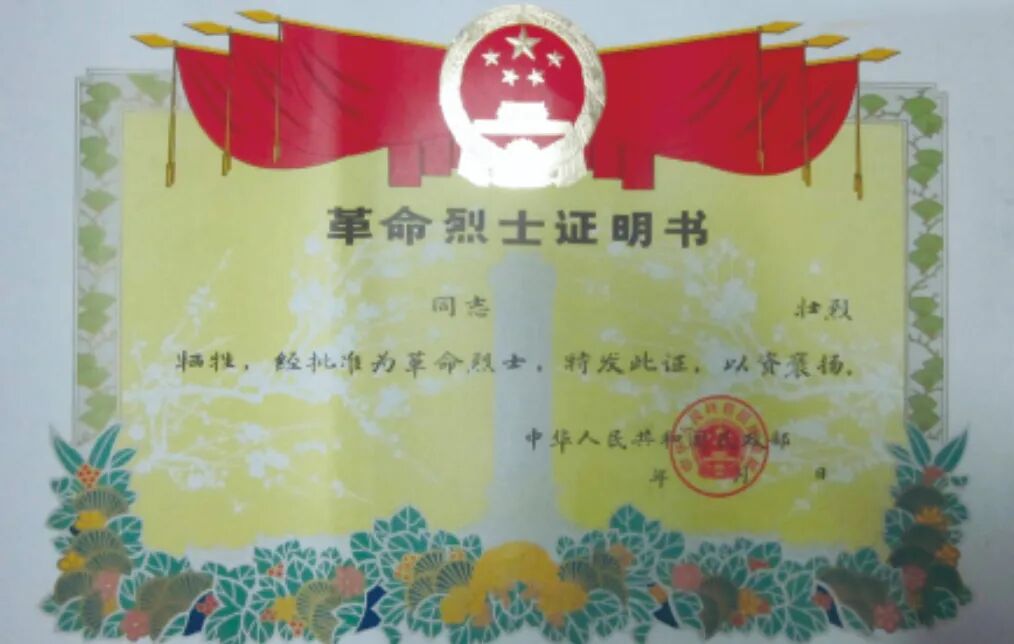 革命烈士证明书
同志 壮烈
牺牲，经批准为革命烈士，特发此证，以资褒扬。
中华人民共和国民政部
年 月 日